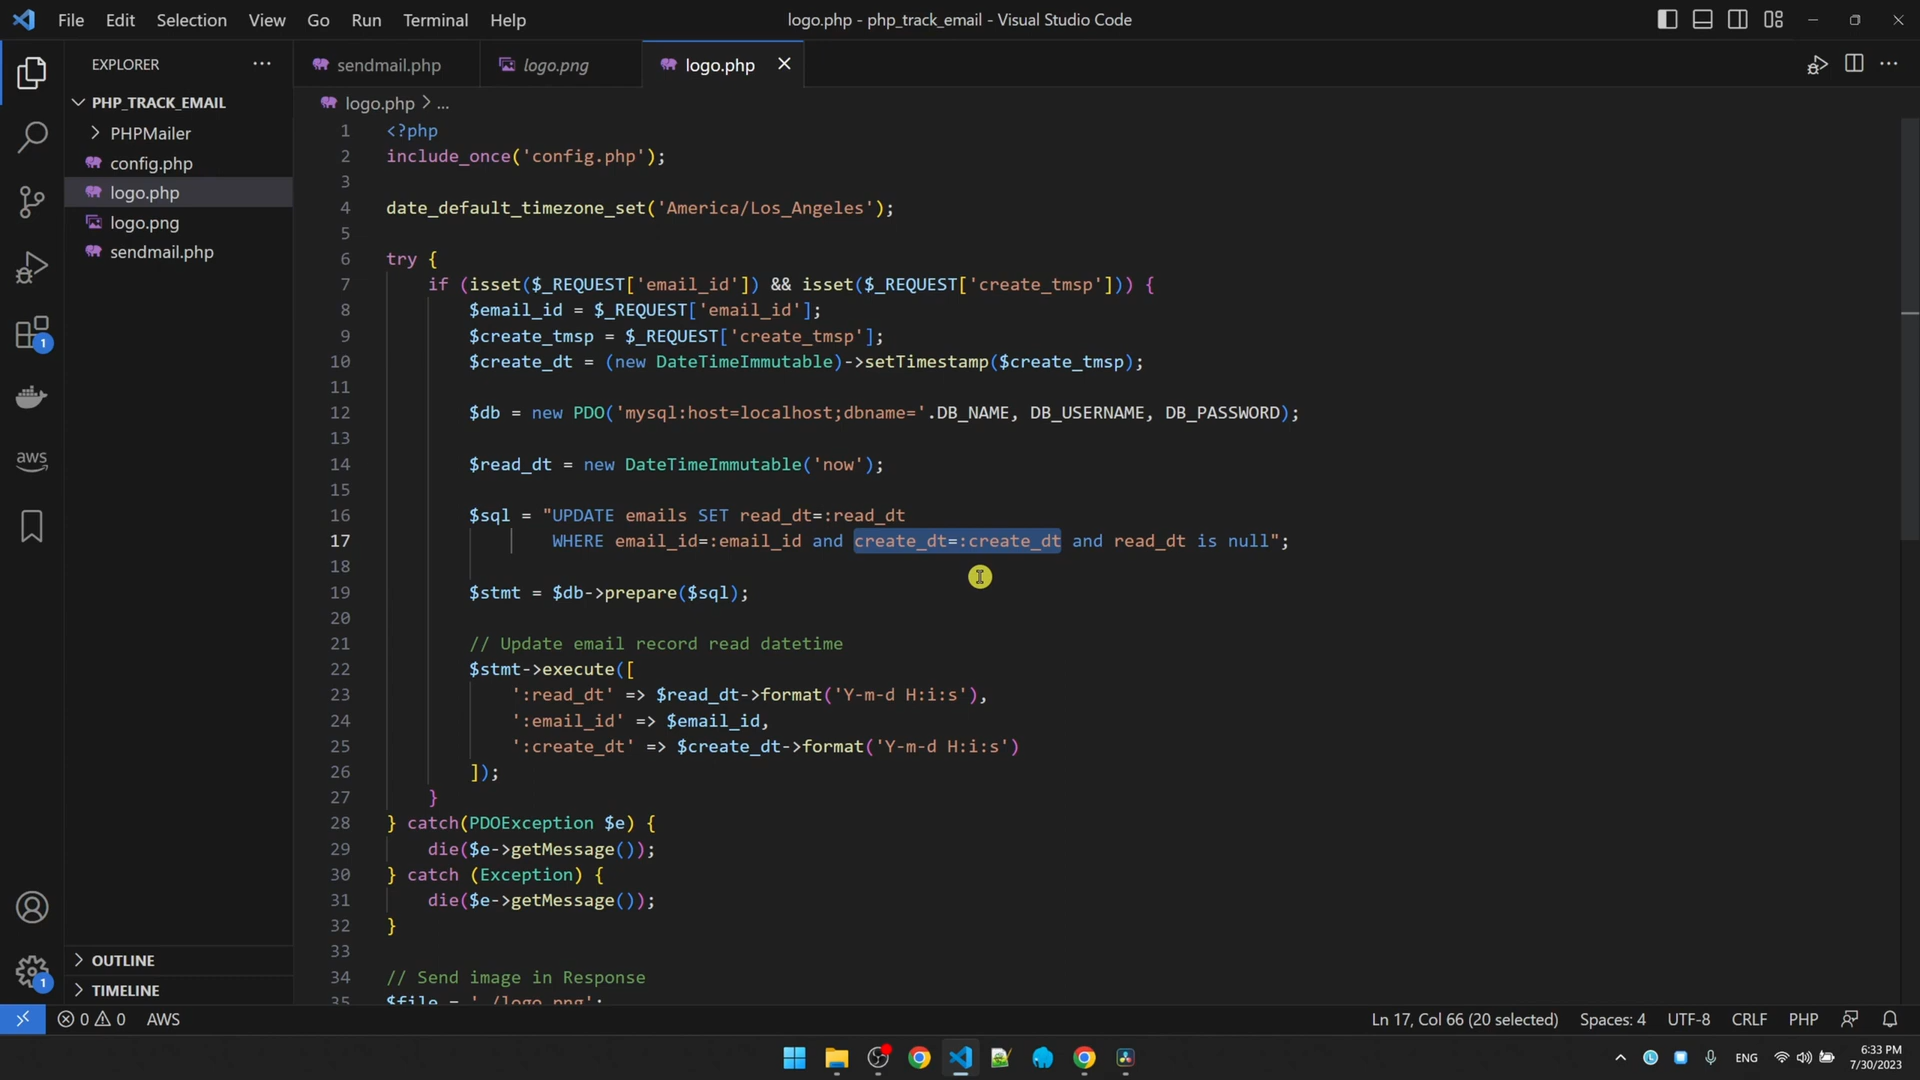 File Edit Selection View Go Run Terminal Help
logo.php - php_track_email - Visual Studio Code
EXPLORER
sendmail.php
logo.png
logo.php
PHP_TRACK_EMAIL
PHPMailer
config.php
logo.php
logo.png
sendmail.php
OUTLINE
TIMELINE
aws
1
1
logo.php > ...
1 <?php
2 include_once('config.php');
3
4 date_default_timezone_set('America/Los_Angeles');
5
6 try {
7 if (isset($_REQUEST['email_id']) && isset($_REQUEST['create_tmsp'])) {
8 $email_id = $_REQUEST['email_id'];
9 $create_tmsp = $_REQUEST['create_tmsp'];
10 $create_dt = (new DateTimeImmutable)->setTimestamp($create_tmsp);
11
12 $db = new PDO('mysql:host=localhost;dbname='.DB_NAME, DB_USERNAME, DB_PASSWORD);
13
14 $read_dt = new DateTimeImmutable('now');
15
16 $sql = "UPDATE emails SET read_dt=:read_dt
17 WHERE email_id=:email_id and create_dt=:create_dt and read_dt is null";
18
19 $stmt = $db->prepare($sql);
20
21 // Update email record read datetime
22 $stmt->execute([
23 ':read_dt' => $read_dt->format('Y-m-d H:i:s'),
24 ':email_id' => $email_id,
25 ':create_dt' => $create_dt->format('Y-m-d H:i:s')
26 ]);
27 }
28 } catch(PDOException $e) {
29 die($e->getMessage());
30 } catch (Exception) {
31 die($e->getMessage());
32 }
33
34 // Send image in Response
35 $file = './logo.png';
0 0 AWS
Ln 17, Col 66 (20 selected) Spaces: 4 UTF-8 CRLF PHP
ENG
6:33 PM
7/30/2023